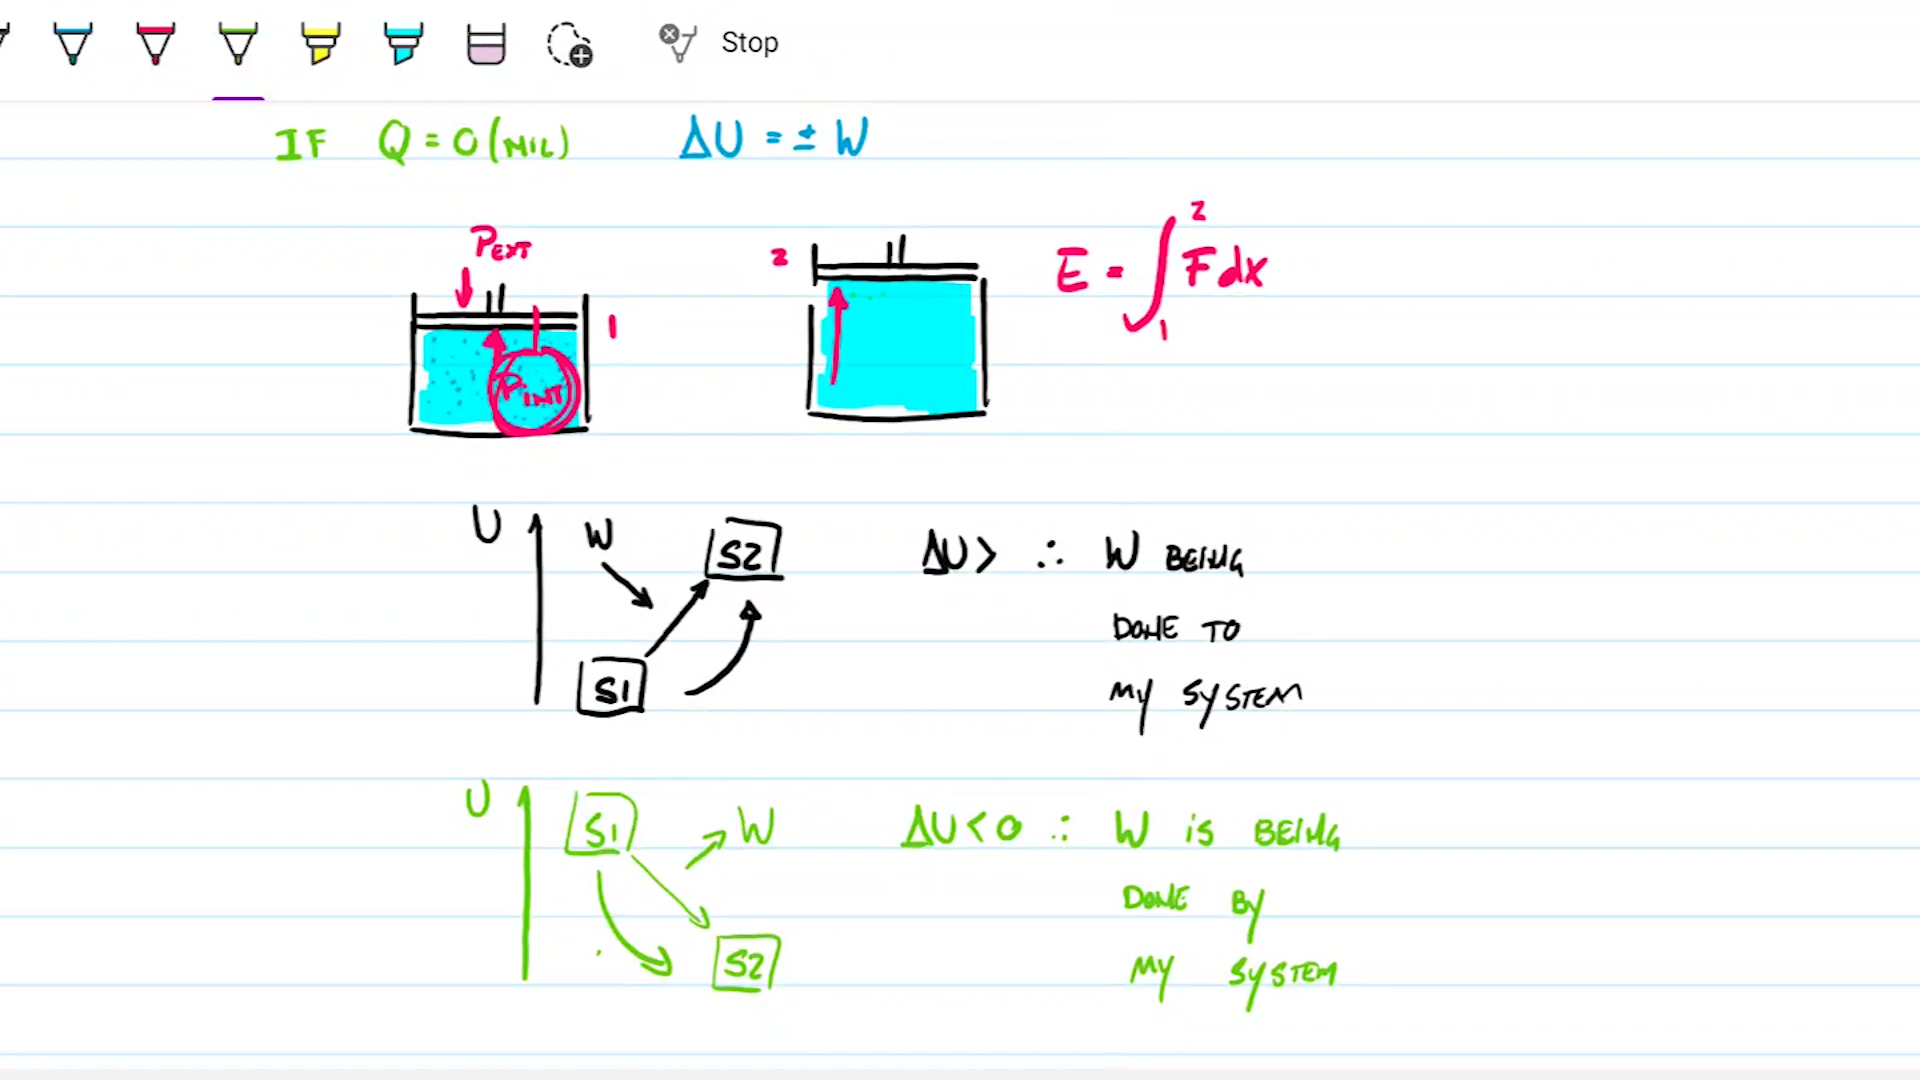 Stop
IF Q = 0 (NIL) ΔU = ± W
PEXT
1
PINT
2
E = ∫₁² F dx
U W S2 S1
ΔU > ∴ W BEING
DONE TO
MY SYSTEM
U S1 W S2
ΔU < 0 ∴ W is BEING
DONE BY
MY SYSTEM